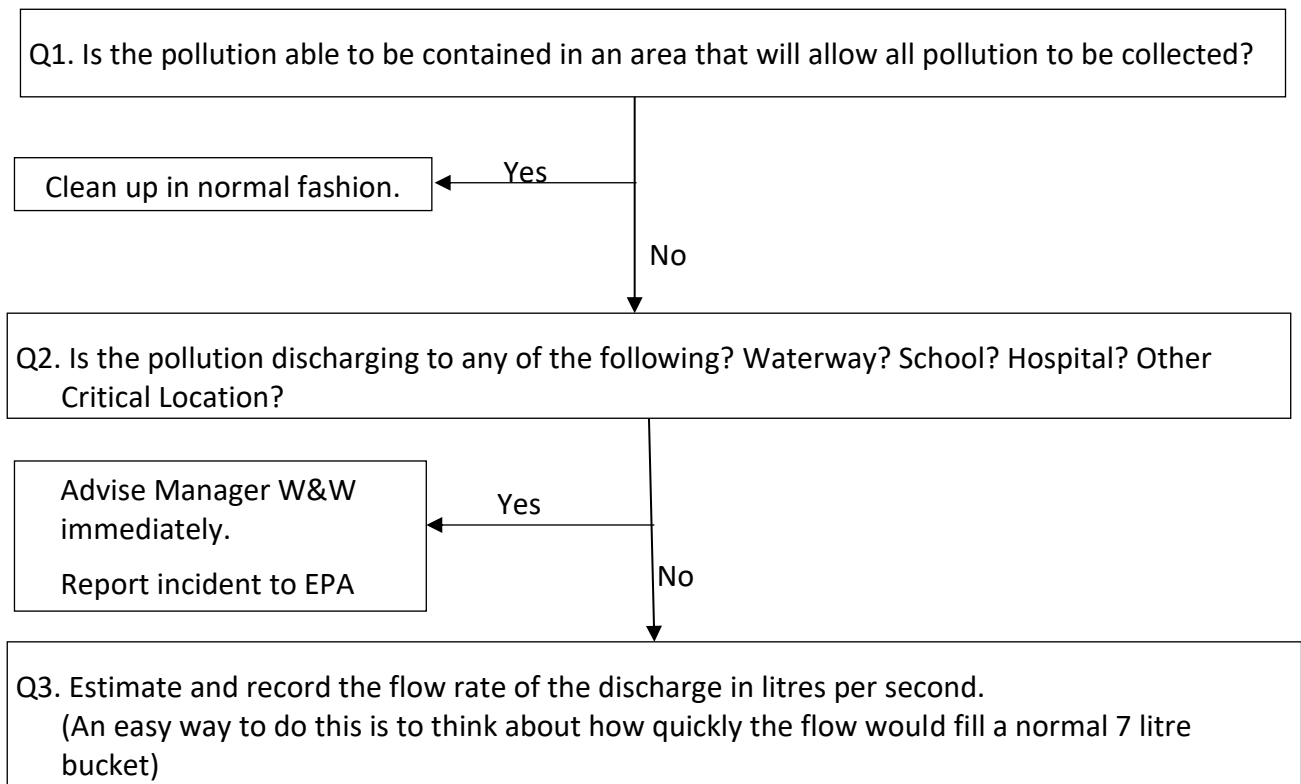 Q1. Is the pollution able to be contained in an area that will allow all pollution to be collected?
Yes
Clean up in normal fashion.
No
Q2. Is the pollution discharging to any of the following? Waterway? School? Hospital? Other
Critical Location?
Advise Manager W&W
immediately.
Report incident to EPA
Yes
No
Q3. Estimate and record the flow rate of the discharge in litres per second.
(An easy way to do this is to think about how quickly the flow would fill a normal 7 litre
bucket)